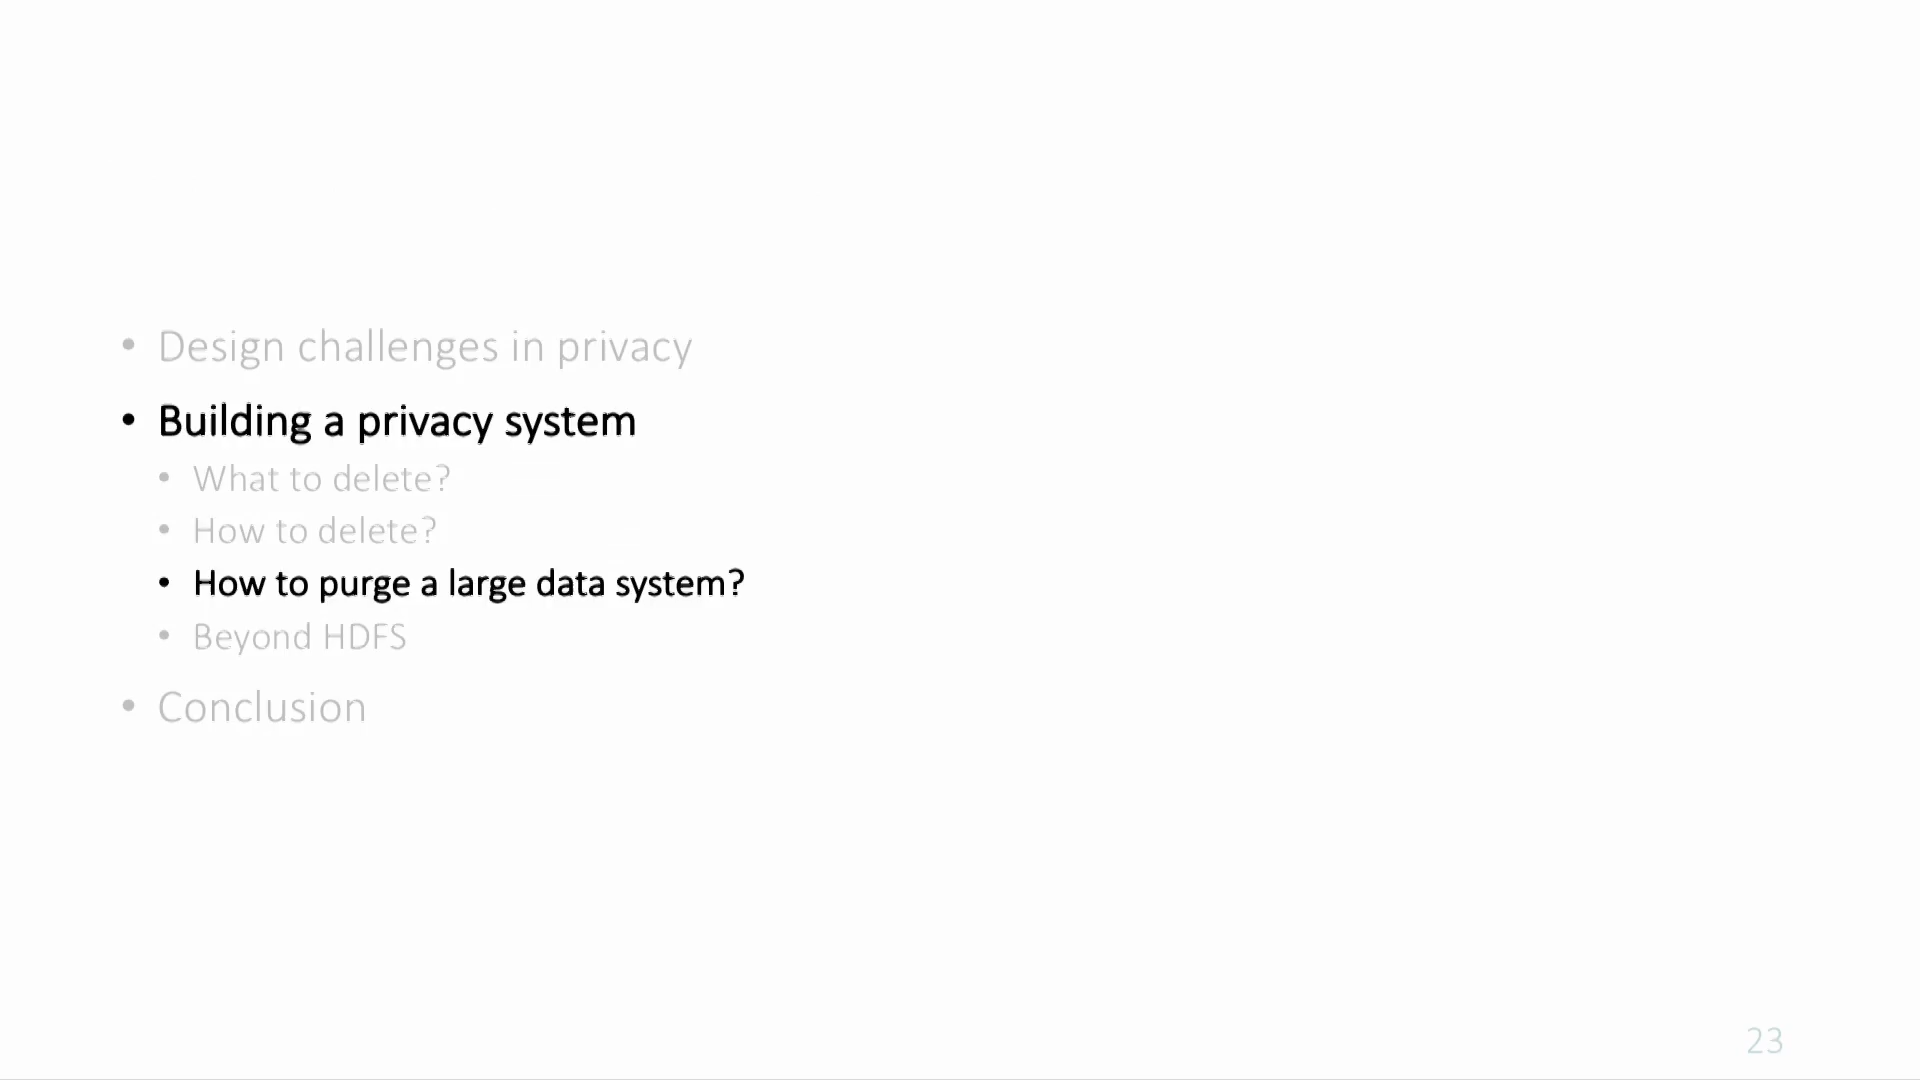 • Design challenges in privacy
• Building a privacy system
• What to delete?
• How to delete?
• How to purge a large data system?
• Beyond HDFS
• Conclusion
23